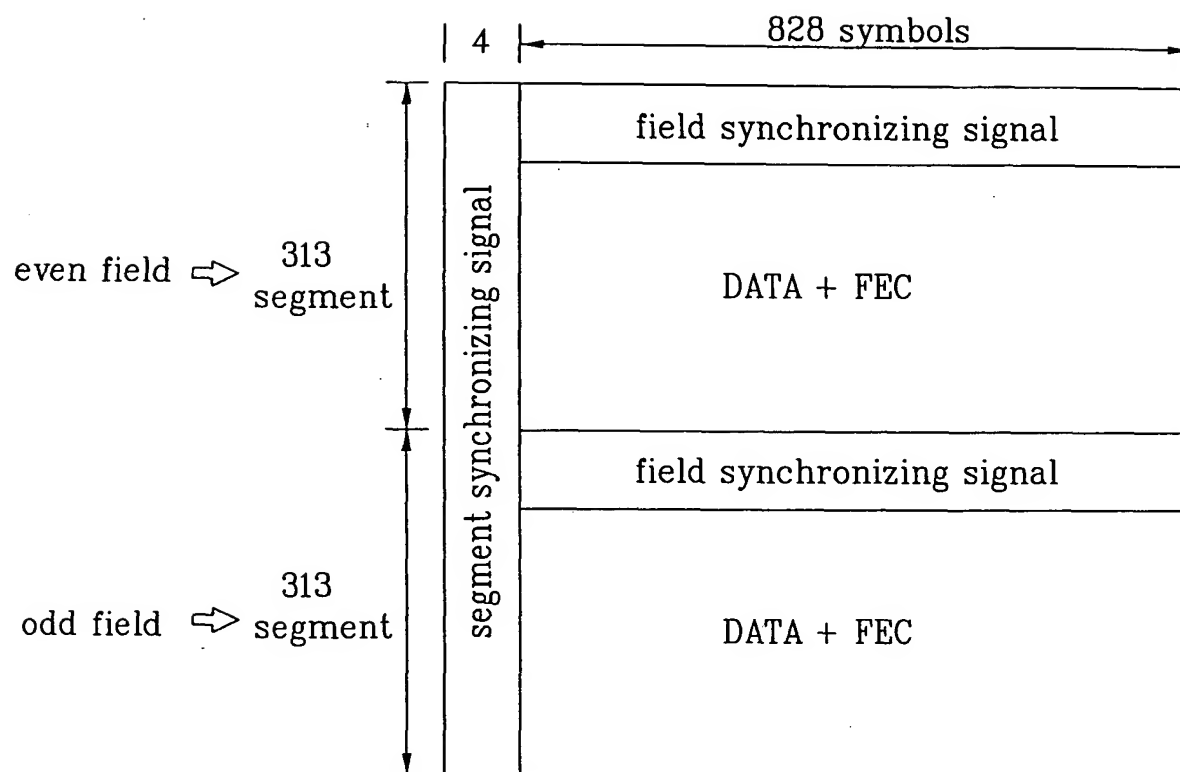 4
828 symbols
field synchronizing signal
segment synchronizing signal
even field
313
segment
DATA + FEC
field synchronizing signal
odd field
313
segment
DATA + FEC